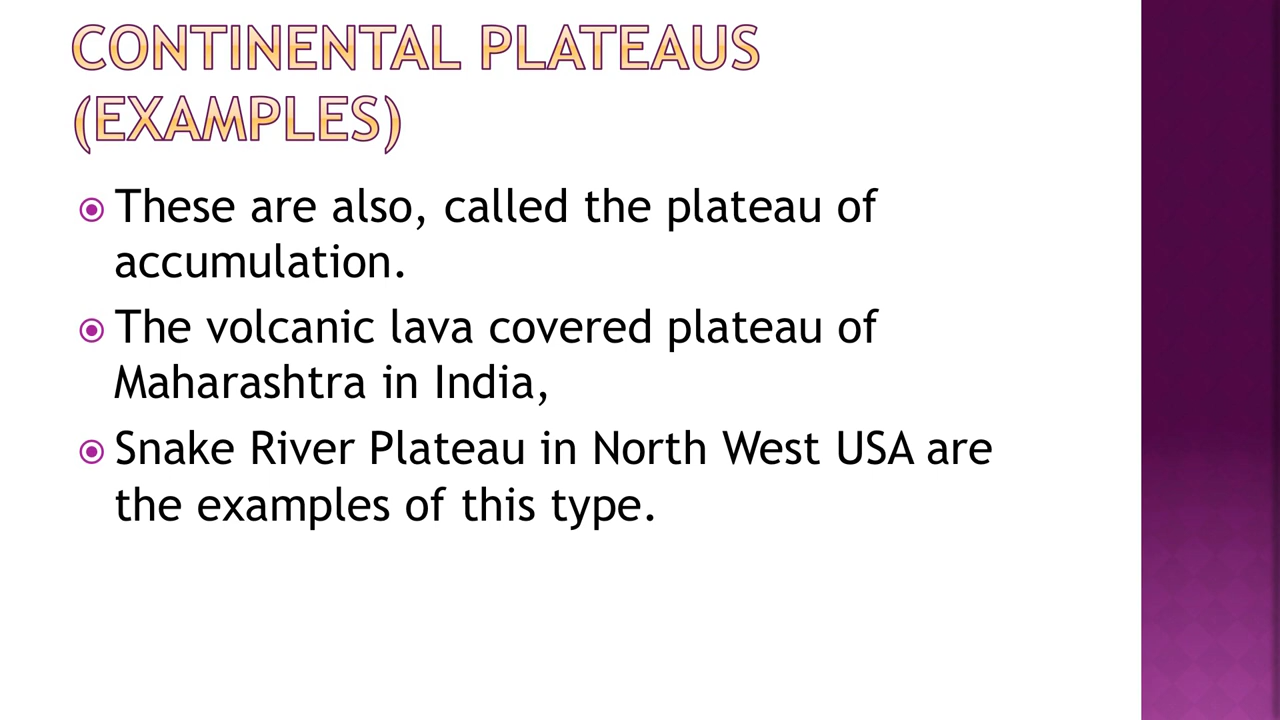 CONTINENTAL PLATEAUS
(EXAMPLES)
These are also, called the plateau of
accumulation.
The volcanic lava covered plateau of
Maharashtra in India,
Snake River Plateau in North West USA are
the examples of this type.